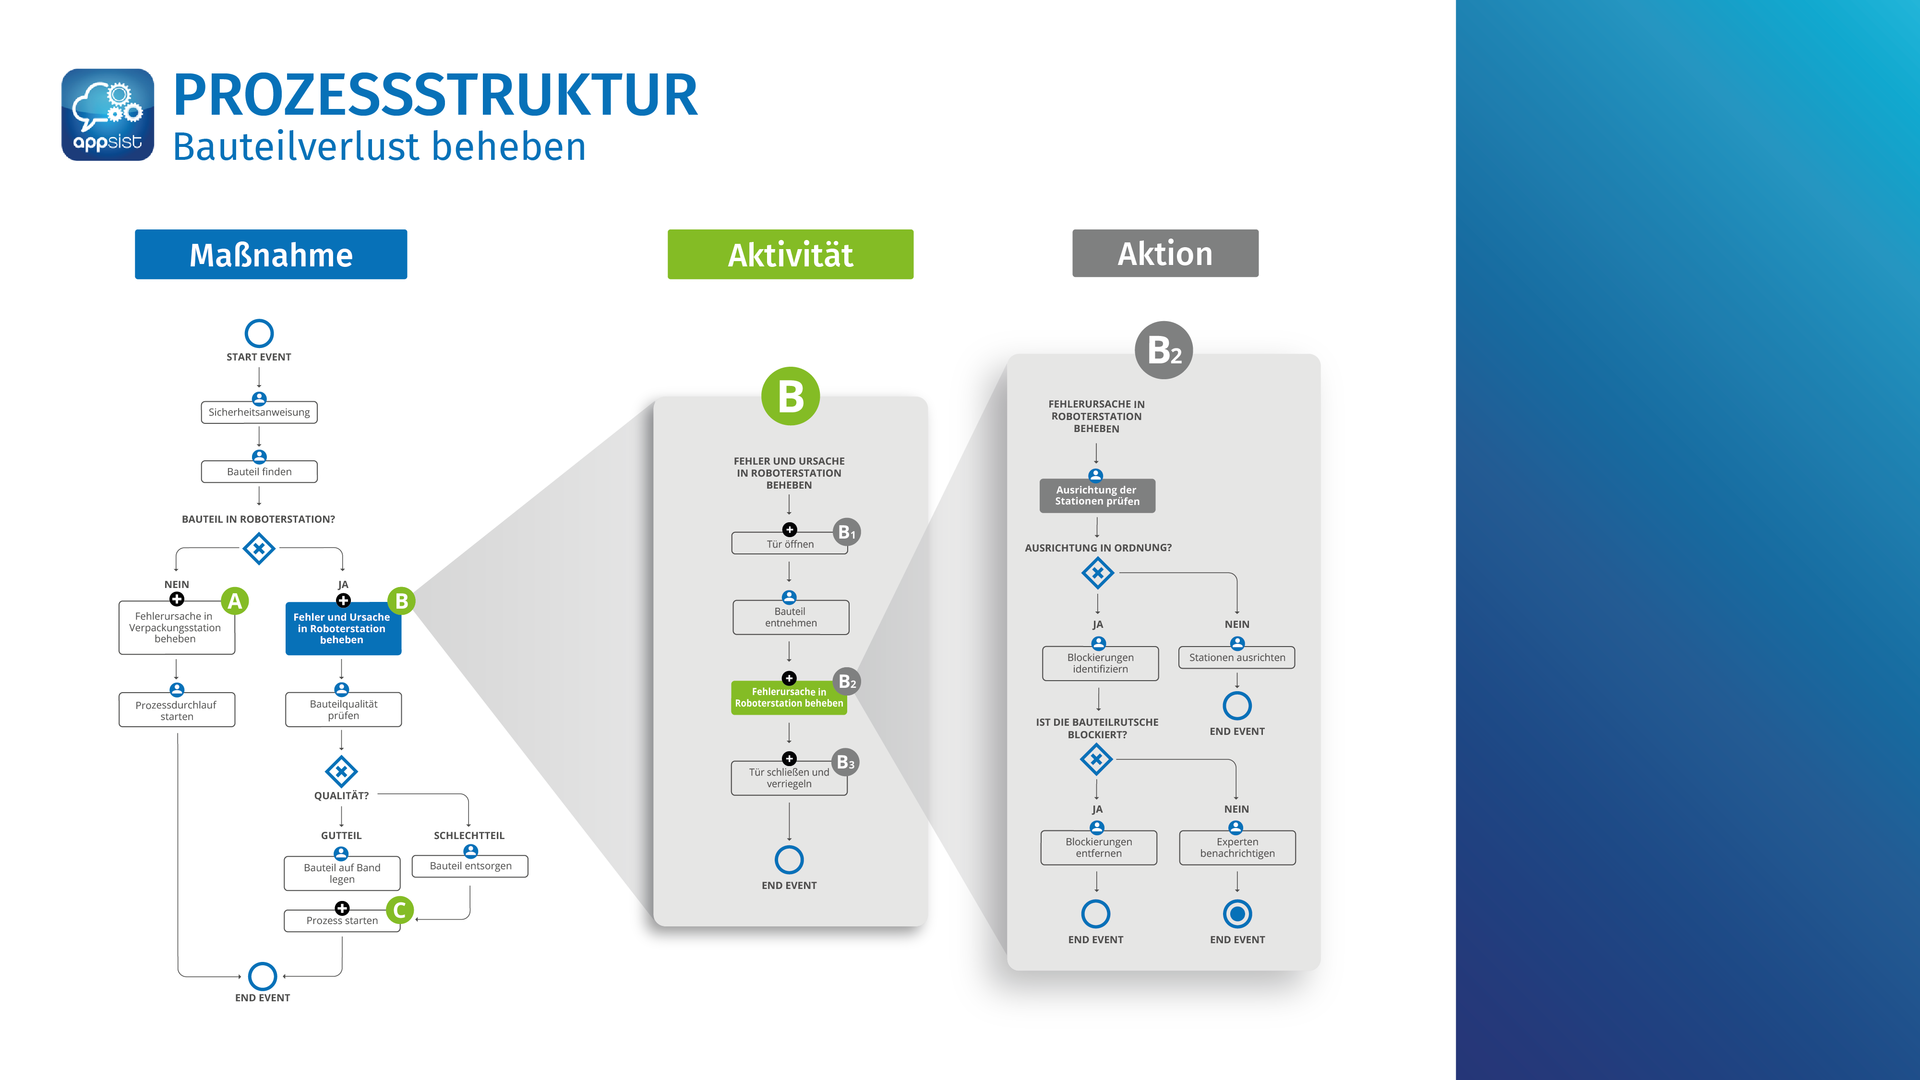 appsist
PROZESSSTRUKTUR
Bauteilverlust beheben
Maßnahme
START EVENT
Sicherheitsanweisung
Bauteil finden
BAUTEIL IN ROBOTERSTATION?
NEIN
JA
A
Fehlerursache in
Verpackungsstation
beheben
B
Fehler und Ursache
in Roboterstation
beheben
Prozessdurchlauf
starten
Bauteilqualität
prüfen
QUALITÄT?
GUTTEIL
SCHLECHTTEIL
Bauteil auf Band
legen
Bauteil entsorgen
C
Prozess starten
END EVENT
Aktivität
B
FEHLER UND URSACHE
IN ROBOTERSTATION
BEHEBEN
B1
Tür öffnen
Bauteil
entnehmen
B2
Fehlerursache in
Roboterstation beheben
B3
Tür schließen und
verriegeln
END EVENT
Aktion
B2
FEHLERURSACHE IN
ROBOTERSTATION
BEHEBEN
Ausrichtung der
Stationen prüfen
AUSRICHTUNG IN ORDNUNG?
JA
NEIN
Blockierungen
identifiziern
Stationen ausrichten
END EVENT
IST DIE BAUTEILRUTSCHE
BLOCKIERT?
JA
NEIN
Blockierungen
entfernen
Experten
benachrichtigen
END EVENT
END EVENT